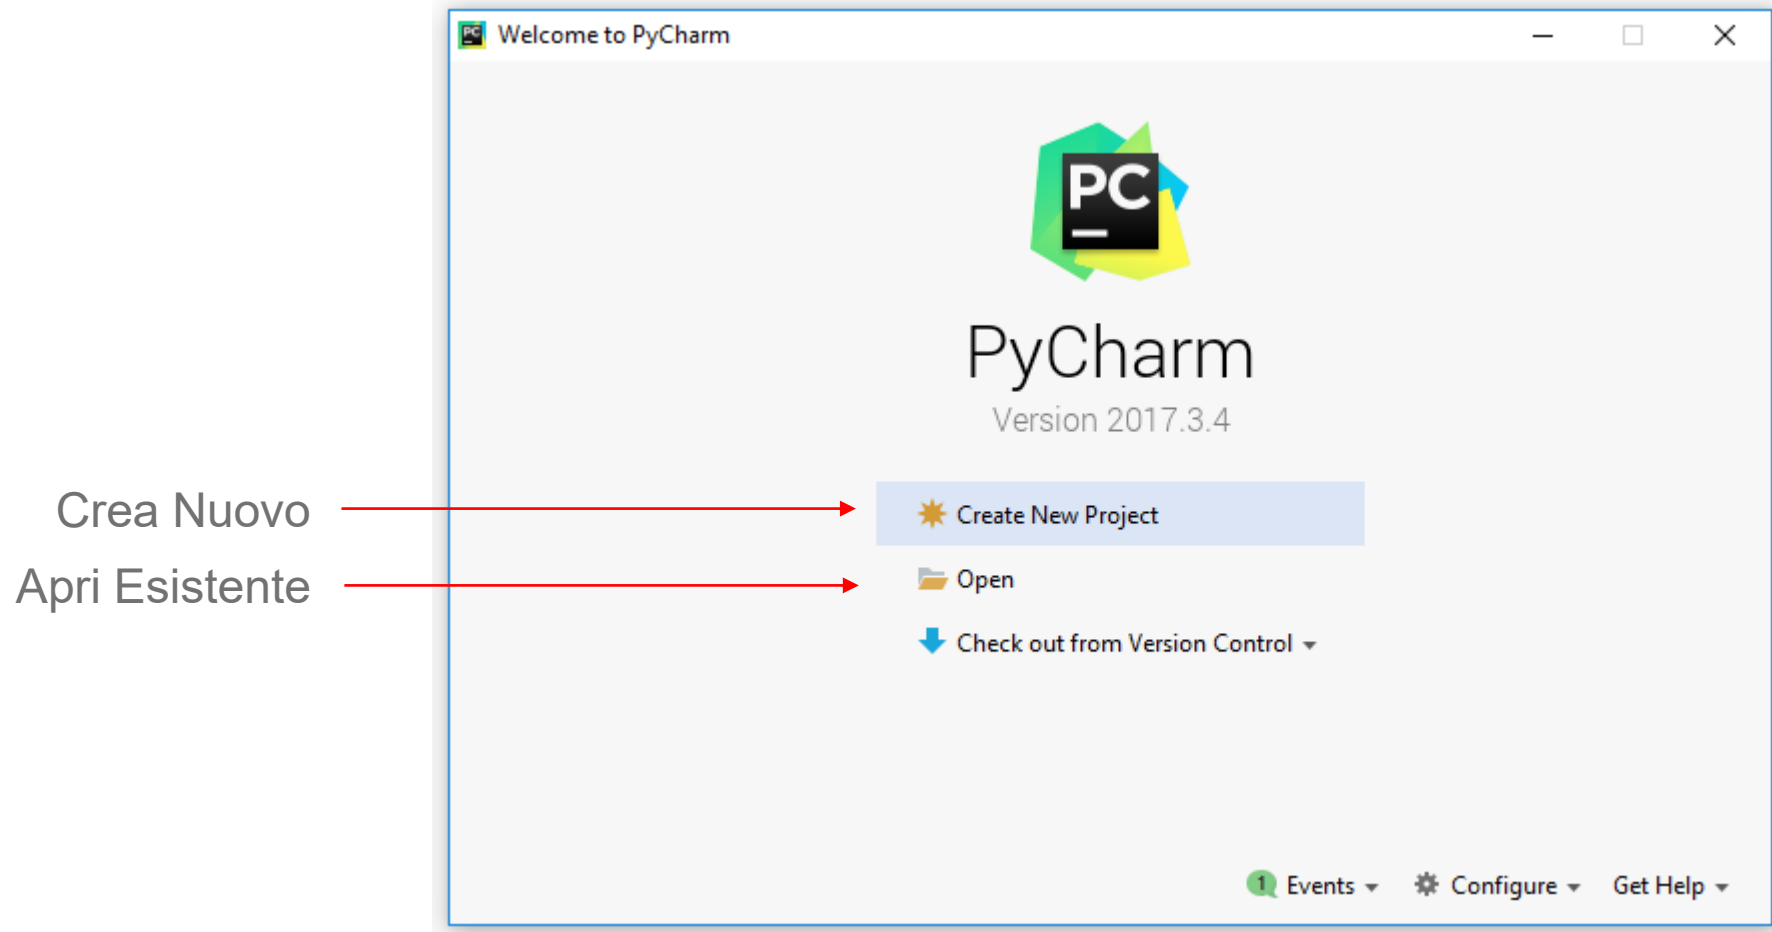 Welcome to PyCharm
PC
PyCharm
Version 2017.3.4
Crea Nuovo
Create New Project
Apri Esistente
Open
Check out from Version Control
1 Events
Configure
Get Help